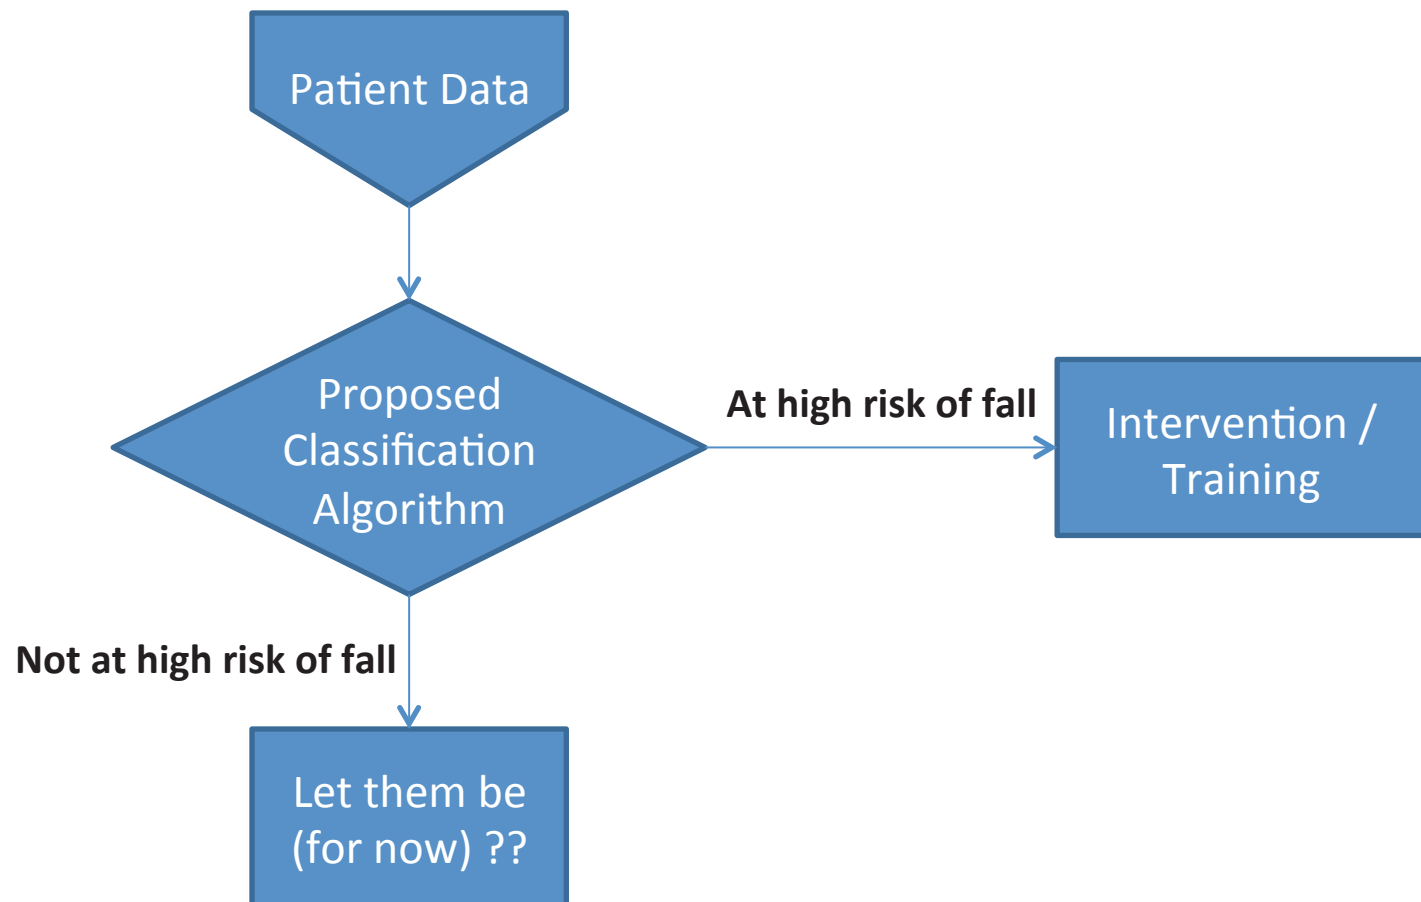 Patient Data
Proposed
Classification
Algorithm
At high risk of fall
Intervention /
Training
Not at high risk of fall
Let them be
(for now) ??